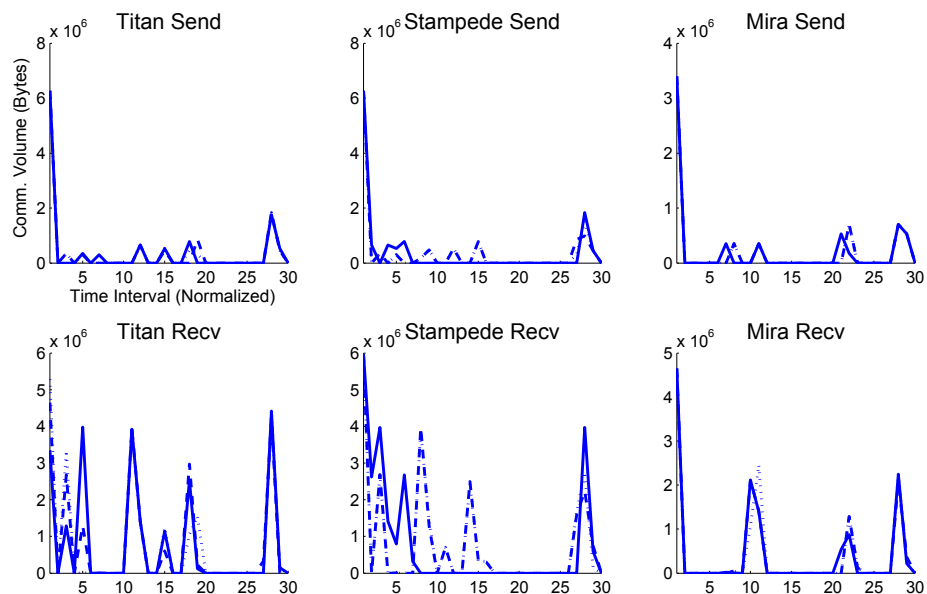 Titan Send
x 10^6
8
6
4
2
0
5 10 15 20 25 30
Comm. Volume (Bytes)
Time Interval (Normalized)
Stampede Send
x 10^6
8
6
4
2
0
5 10 15 20 25 30
Mira Send
x 10^6
4
3
2
1
0
5 10 15 20 25 30
Titan Recv
x 10^6
6
5
4
3
2
1
0
5 10 15 20 25 30
Stampede Recv
x 10^6
6
5
4
3
2
1
0
5 10 15 20 25 30
Mira Recv
x 10^6
5
4
3
2
1
0
5 10 15 20 25 30